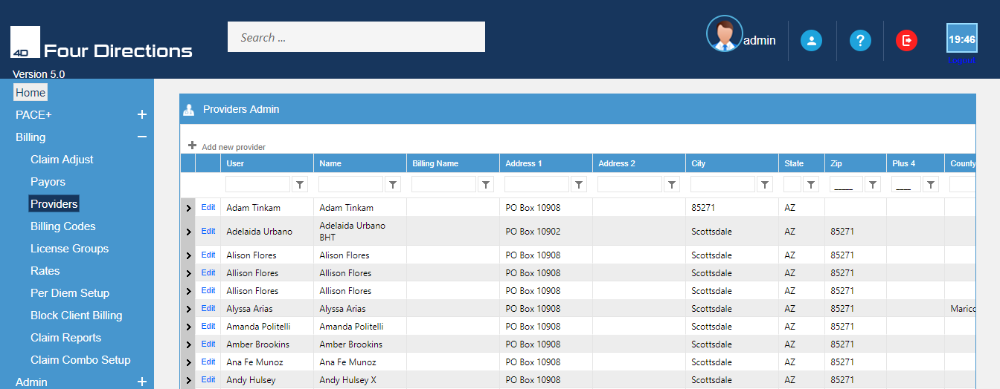 Search ...
admin
?
19:46
Logout
4D Four Directions
Version 5.0
Home
PACE+
Billing
Claim Adjust
Payors
Providers
Billing Codes
License Groups
Rates
Per Diem Setup
Block Client Billing
Claim Reports
Claim Combo Setup
Admin
Providers Admin
Add new provider
User Name Billing Name Address 1 Address 2 City State Zip Plus 4 County
_____ ____
Edit Adam Tinkam Adam Tinkam PO Box 10908 85271 AZ
Edit Adelaida Urbano Adelaida Urbano BHT PO Box 10902 Scottsdale AZ 85271
Edit Alison Flores Alison Flores PO Box 10908 Scottsdale AZ 85271
Edit Allison Flores Allison Flores PO Box 10908 Scottsdale AZ 85271
Edit Allison Flores Allison Flores PO Box 10908 Scottsdale AZ 85271
Edit Alyssa Arias Alyssa Arias PO Box 10908 Scottsdale AZ 85271 Maricc
Edit Amanda Politelli Amanda Politelli PO Box 10908 Scottsdale AZ 85271
Edit Amber Brookins Amber Brookins PO Box 10908 Scottsdale AZ 85271
Edit Ana Fe Munoz Ana Fe Munoz PO Box 10908 Scottsdale AZ 85271
Edit Andy Hulsey Andy Hulsey X PO Box 10908 Scottsdale AZ 85271